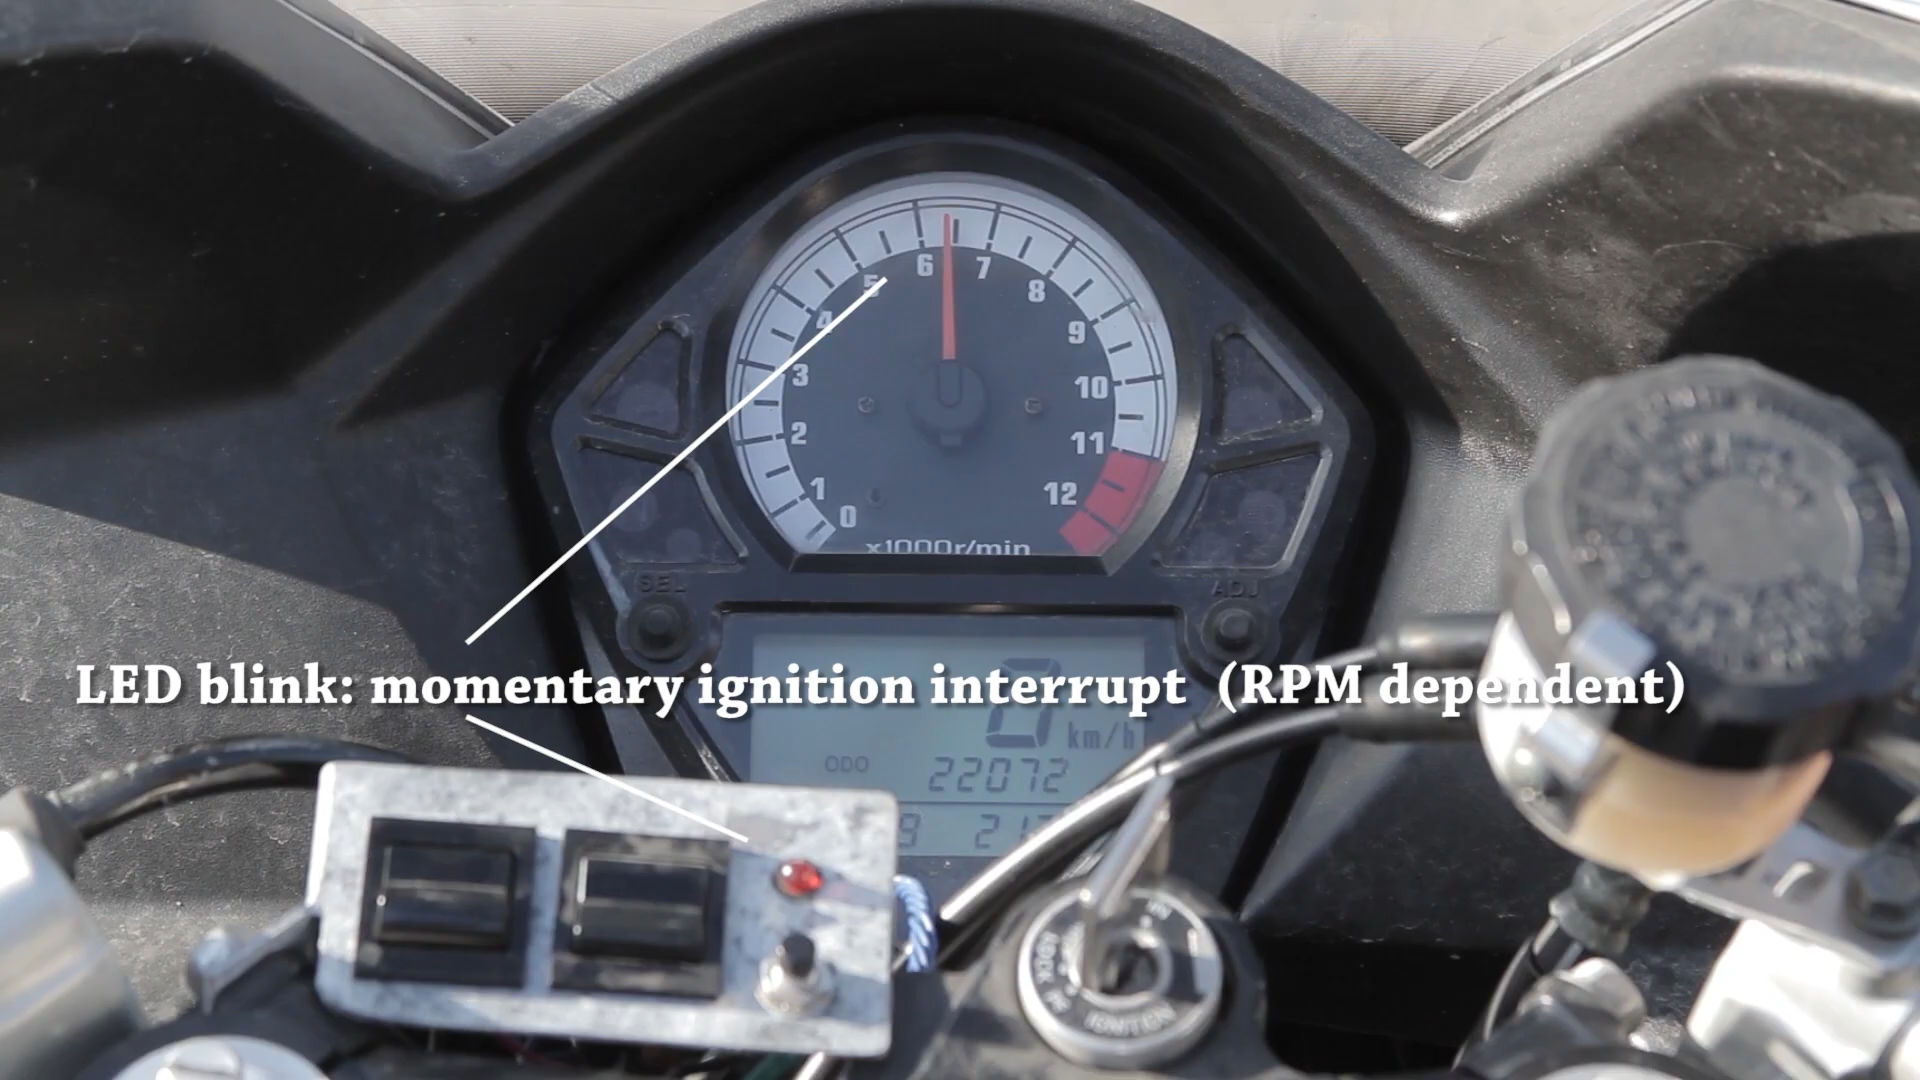 6
7
5
8
4
9
3
10
2
11
1
12
0
x1000r/min
SEL
ADJ
LED blink: momentary ignition interrupt (RPM dependent)
0 km/h
ODO 22072
IGNITION